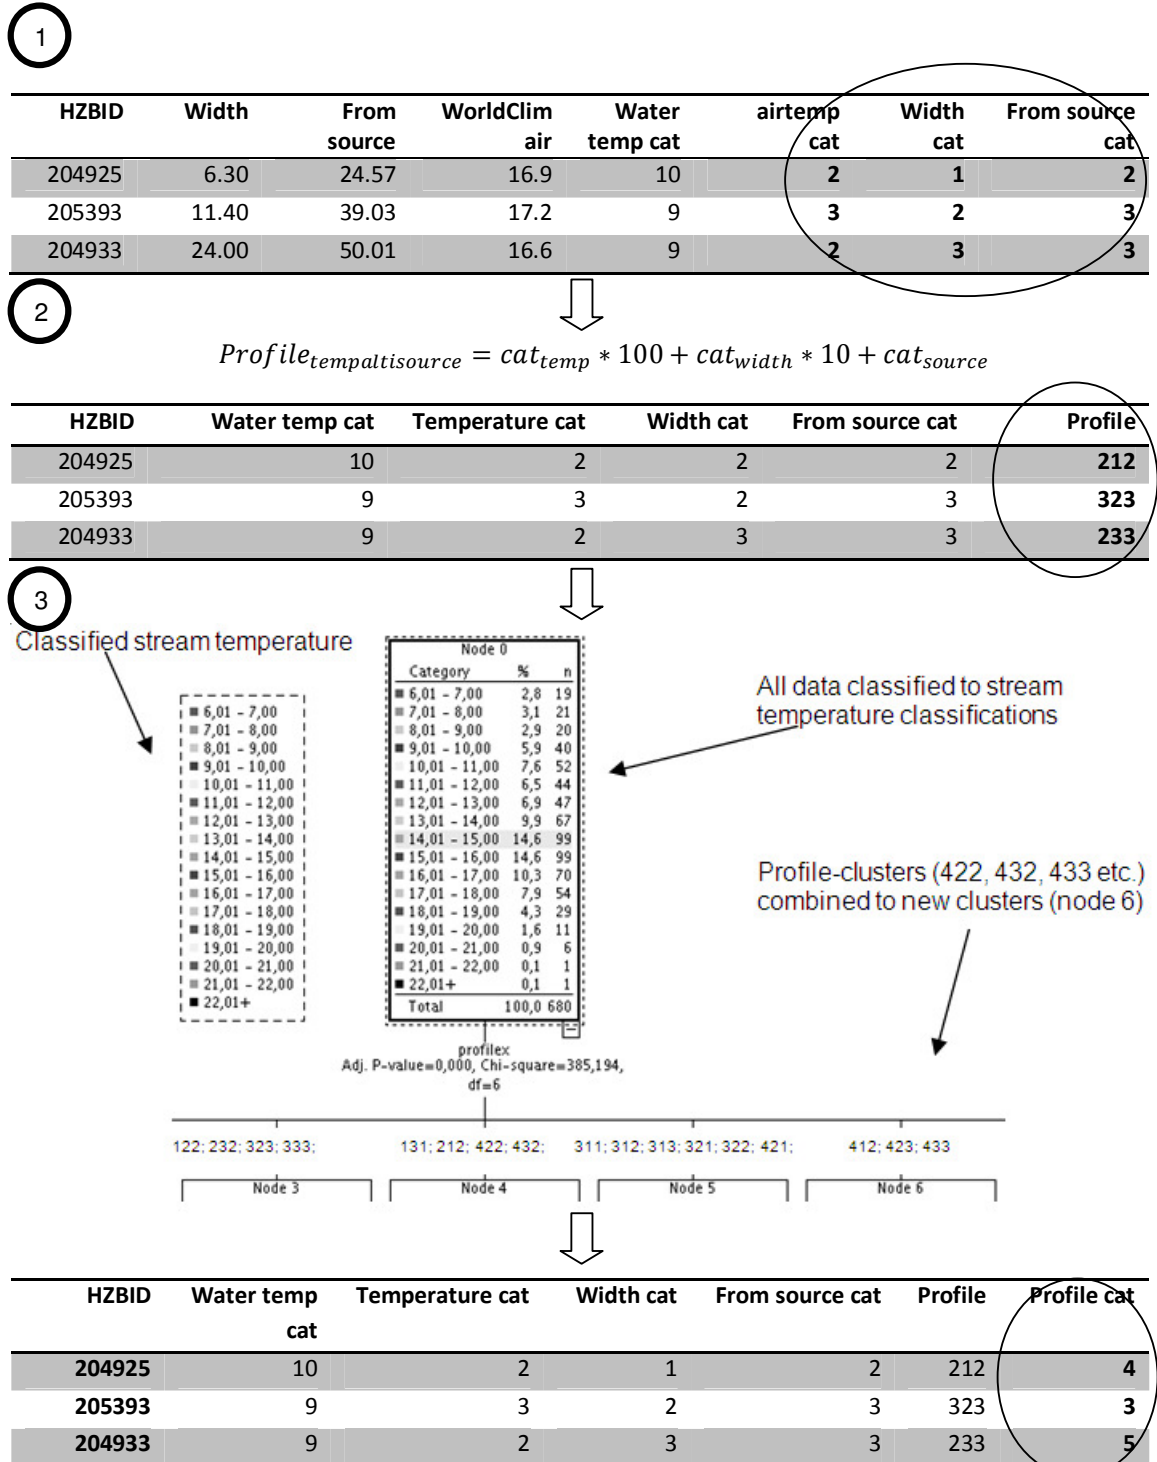 1
HZBID Width From source WorldClim air Water temp cat airtemp cat Width cat From source cat
204925 6.30 24.57 16.9 10 2 1 2
205393 11.40 39.03 17.2 9 3 2 3
204933 24.00 50.01 16.6 9 2 3 3
2
Profile_tempaltisource = cat_temp * 100 + cat_width * 10 + cat_source
HZBID Water temp cat Temperature cat Width cat From source cat Profile
204925 10 2 2 2 212
205393 9 3 2 3 323
204933 9 2 3 3 233
3
Classified stream temperature
6,01 - 7,00
7,01 - 8,00
8,01 - 9,00
9,01 - 10,00
10,01 - 11,00
11,01 - 12,00
12,01 - 13,00
13,01 - 14,00
14,01 - 15,00
15,01 - 16,00
16,01 - 17,00
17,01 - 18,00
18,01 - 19,00
19,01 - 20,00
20,01 - 21,00
21,01 - 22,00
22,01+
Node 0
Category % n
6,01 - 7,00 2,8 19
7,01 - 8,00 3,1 21
8,01 - 9,00 2,9 20
9,01 - 10,00 5,9 40
10,01 - 11,00 7,6 52
11,01 - 12,00 6,5 44
12,01 - 13,00 6,9 47
13,01 - 14,00 9,9 67
14,01 - 15,00 14,6 99
15,01 - 16,00 14,6 99
16,01 - 17,00 10,3 70
17,01 - 18,00 7,9 54
18,01 - 19,00 4,3 29
19,01 - 20,00 1,6 11
20,01 - 21,00 0,9 6
21,01 - 22,00 0,1 1
22,01+ 0,1 1
Total 100,0 680
All data classified to stream
temperature classifications
Profile-clusters (422, 432, 433 etc.)
combined to new clusters (node 6)
profilex
Adj. P-value=0,000, Chi-square=385,194,
df=6
122; 232; 323; 333;
131; 212; 422; 432;
311; 312; 313; 321; 322; 421;
412; 423; 433
Node 3
Node 4
Node 5
Node 6
HZBID Water temp cat Temperature cat Width cat From source cat Profile Profile cat
204925 10 2 1 2 212 4
205393 9 3 2 3 323 3
204933 9 2 3 3 233 5